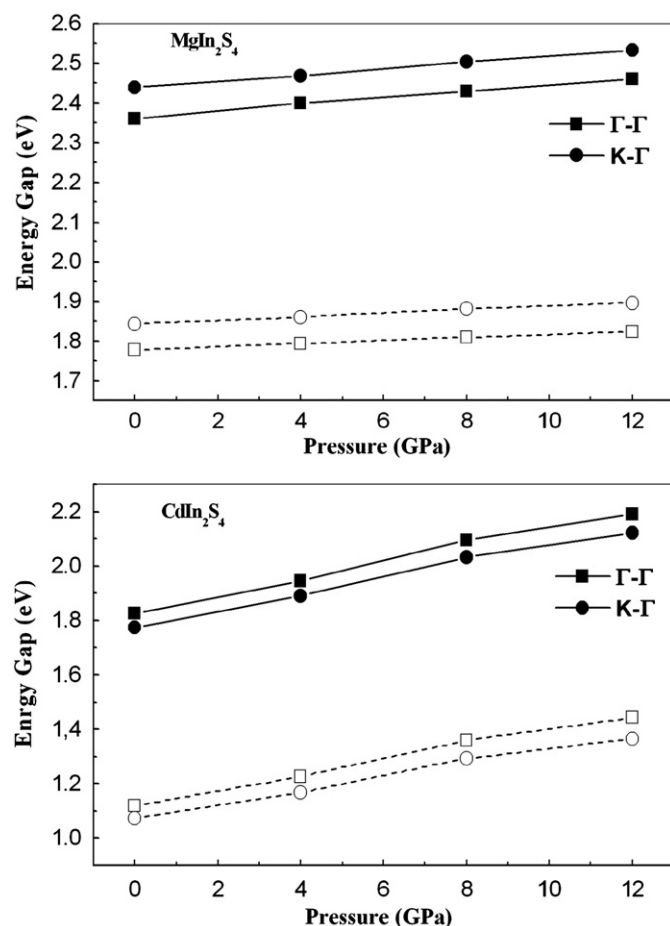 MgIn₂S₄
2.6
2.5
2.4
2.3
2.2
2.1
2.0
1.9
1.8
1.7
Energy Gap (eV)
Γ-Γ
K-Γ
0 2 4 6 8 10 12
Pressure (GPa)
CdIn₂S₄
2.2
2.0
1.8
1.6
1,4
1.2
1.0
Enrgy Gap (eV)
Γ-Γ
K-Γ
0 2 4 6 8 10 12
Pressure (GPa)